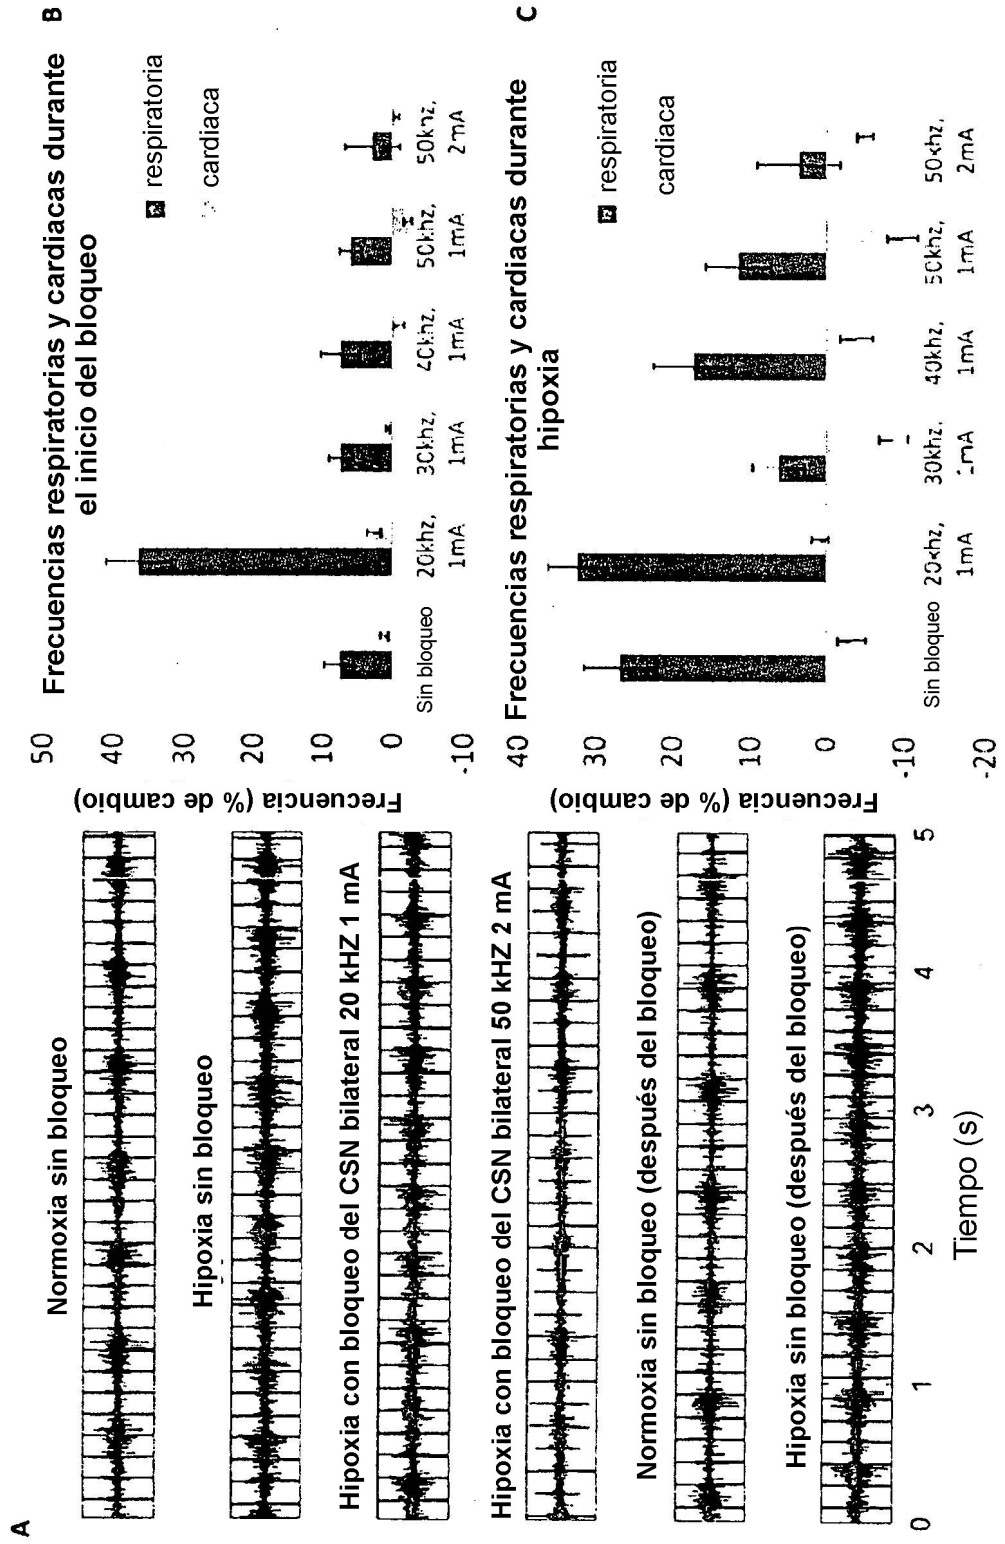 A
Normoxia sin bloqueo
Hipoxia sin bloqueo
Hipoxia con bloqueo del CSN bilateral 20 kHZ 1 mA
Hipoxia con bloqueo del CSN bilateral 50 kHZ 2 mA
Normoxia sin bloqueo (después del bloqueo)
Hipoxia sin bloqueo (después del bloqueo)
0 1 2 3 4 5
Tiempo (s)
B
Frecuencias respiratorias y cardiacas durante
el inicio del bloqueo
respiratoria
cardiaca
Frecuencia (% de cambio)
50
40
30
20
10
0
-10
Sin bloqueo
20khz,
1mA
30khz,
1mA
40khz,
1mA
50khz,
1mA
50khz,
2mA
C
Frecuencias respiratorias y cardiacas durante
hipoxia
respiratoria
cardiaca
Frecuencia (% de cambio)
40
30
20
10
0
-10
-20
Sin bloqueo
20khz,
1mA
30khz,
1mA
40khz,
1mA
50khz,
1mA
50khz,
2mA